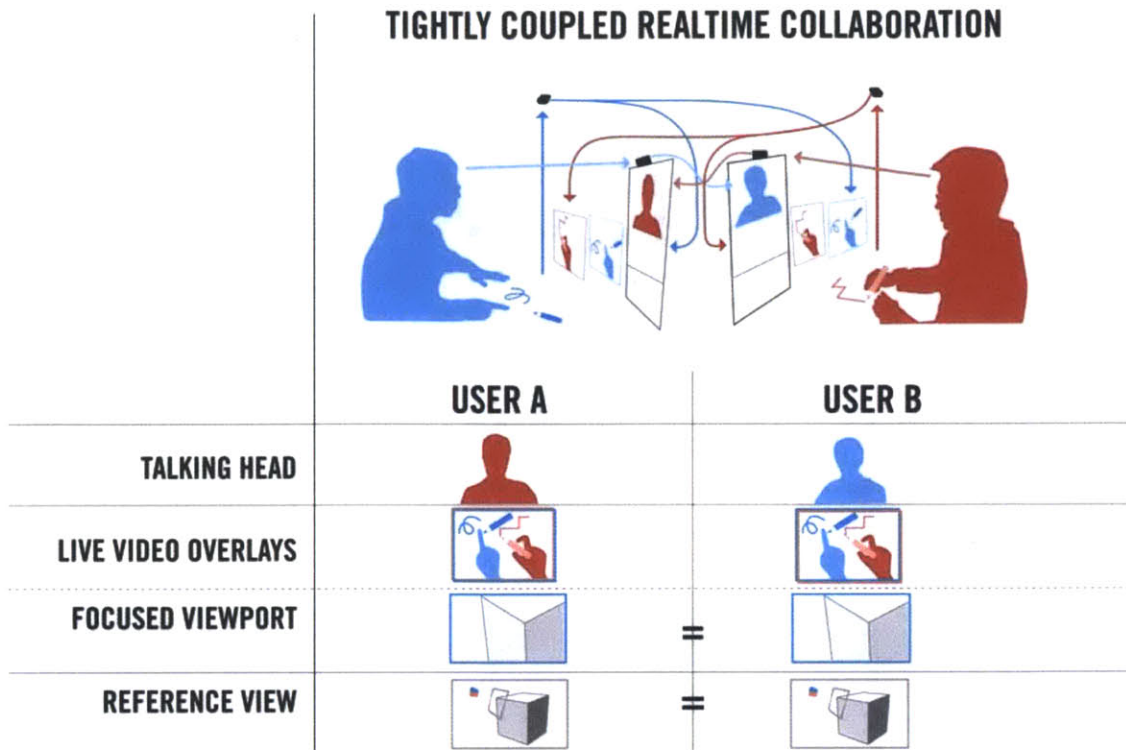 TIGHTLY COUPLED REALTIME COLLABORATION
USER A
USER B
TALKING HEAD
LIVE VIDEO OVERLAYS
FOCUSED VIEWPORT
=
REFERENCE VIEW
=